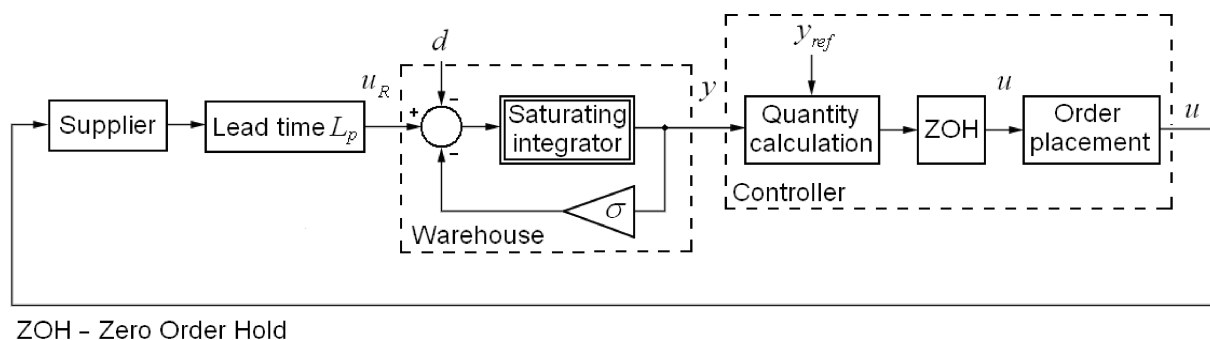 y_ref
d
u_R
y
u
Supplier
Lead time L_p
+
-
-
Saturating
integrator
Quantity
calculation
ZOH
Order
placement
u
σ
Controller
Warehouse
ZOH – Zero Order Hold